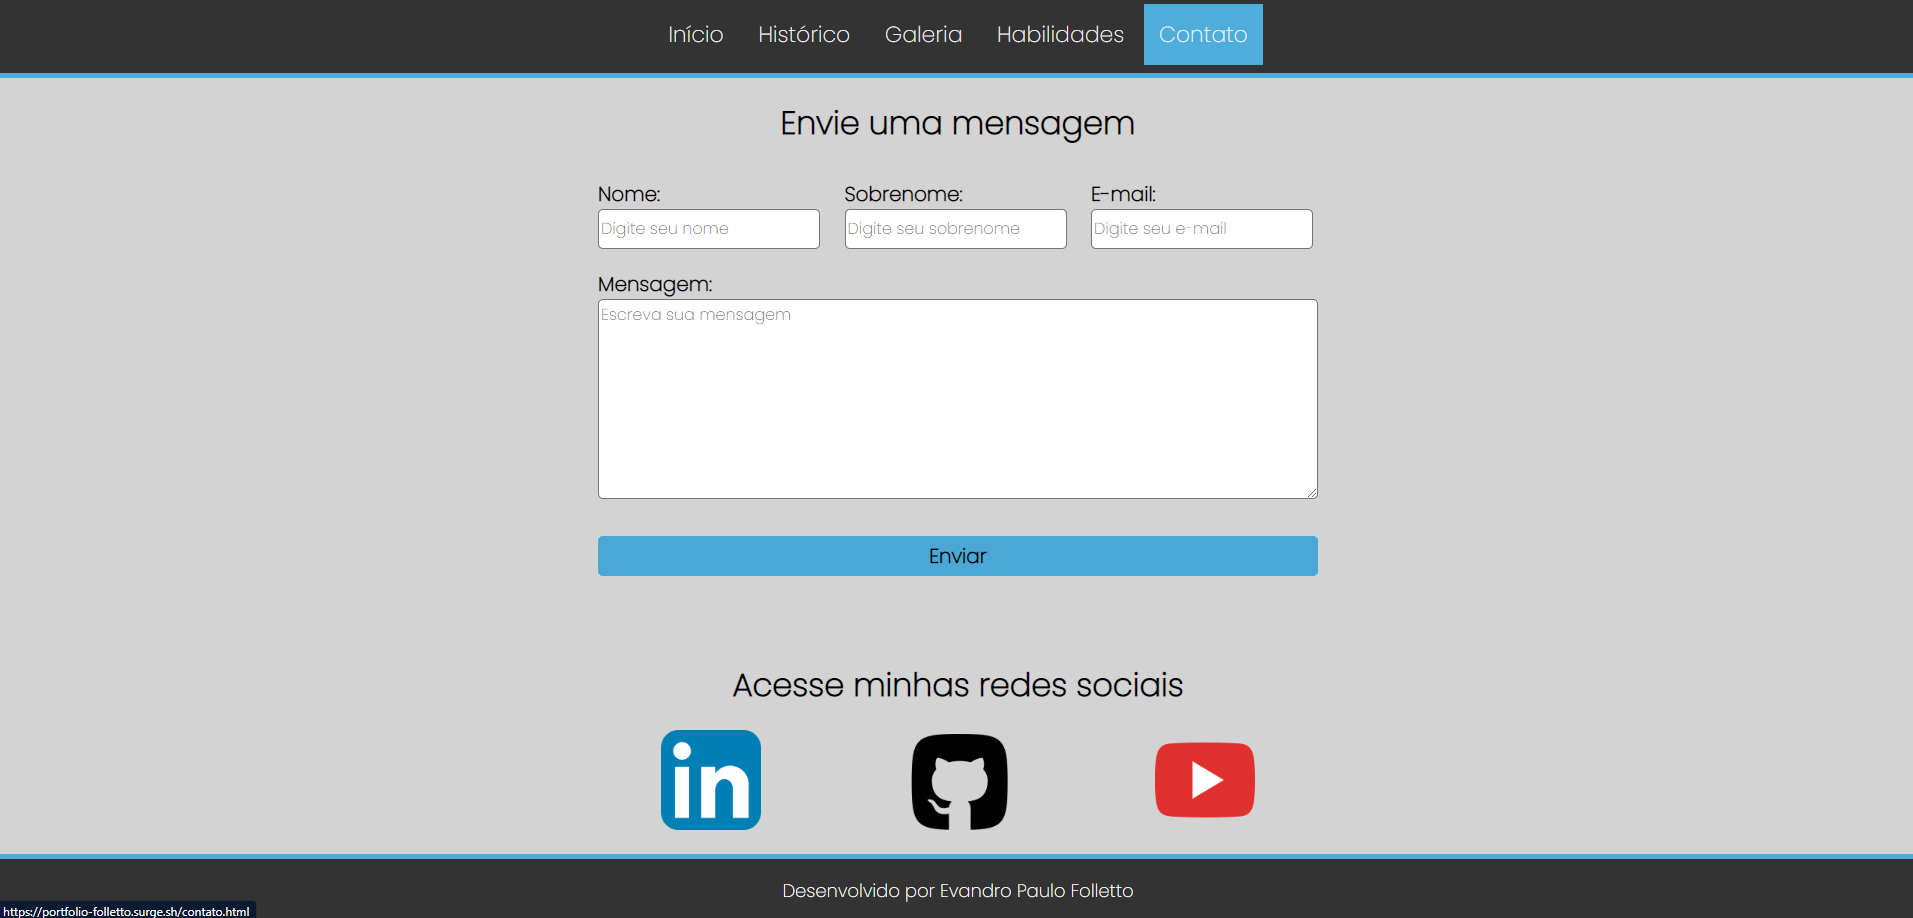 Início Histórico Galeria Habilidades Contato
Envie uma mensagem
Nome: Sobrenome: E-mail:
Digite seu nome Digite seu sobrenome Digite seu e-mail
Mensagem:
Escreva sua mensagem
Enviar
Acesse minhas redes sociais
in
Desenvolvido por Evandro Paulo Folletto
https://portfolio-folletto.surge.sh/contato.html